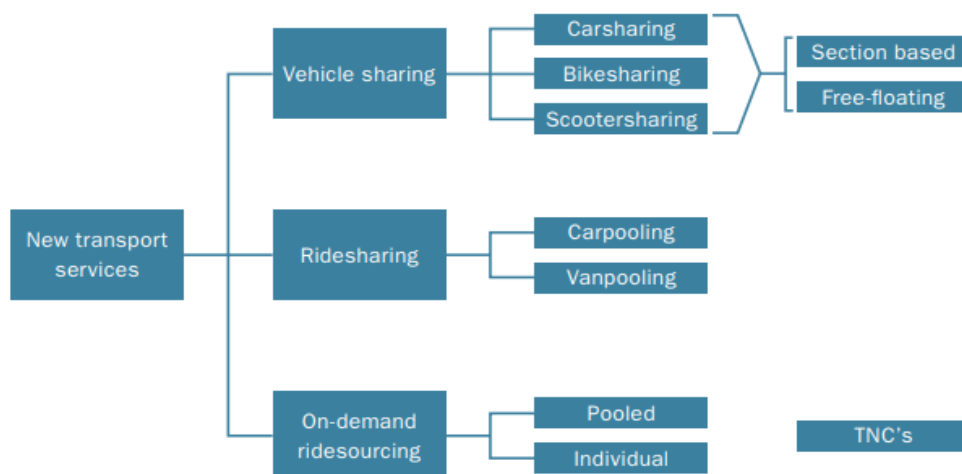 Carsharing
Section based
Vehicle sharing
Bikesharing
Free-floating
Scootersharing
New transport
services
Ridesharing
Carpooling
Vanpooling
On-demand
ridesourcing
Pooled
TNC's
Individual